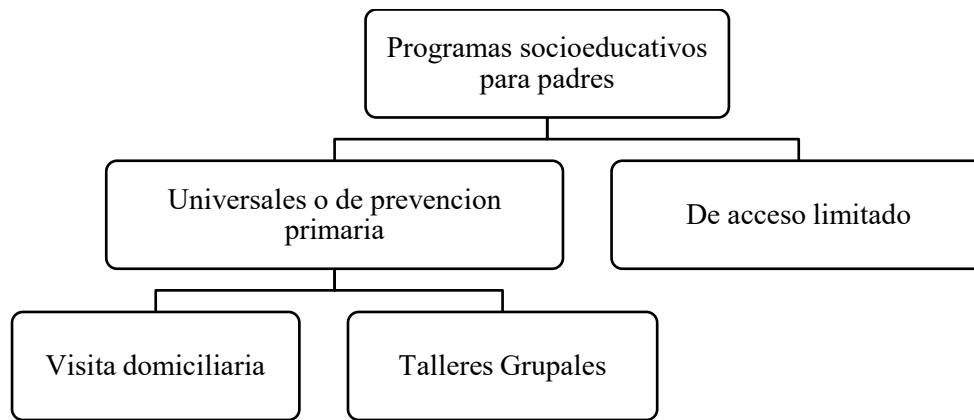 Programas socioeducativos
para padres
Universales o de prevencion
primaria
De acceso limitado
Visita domiciliaria
Talleres Grupales